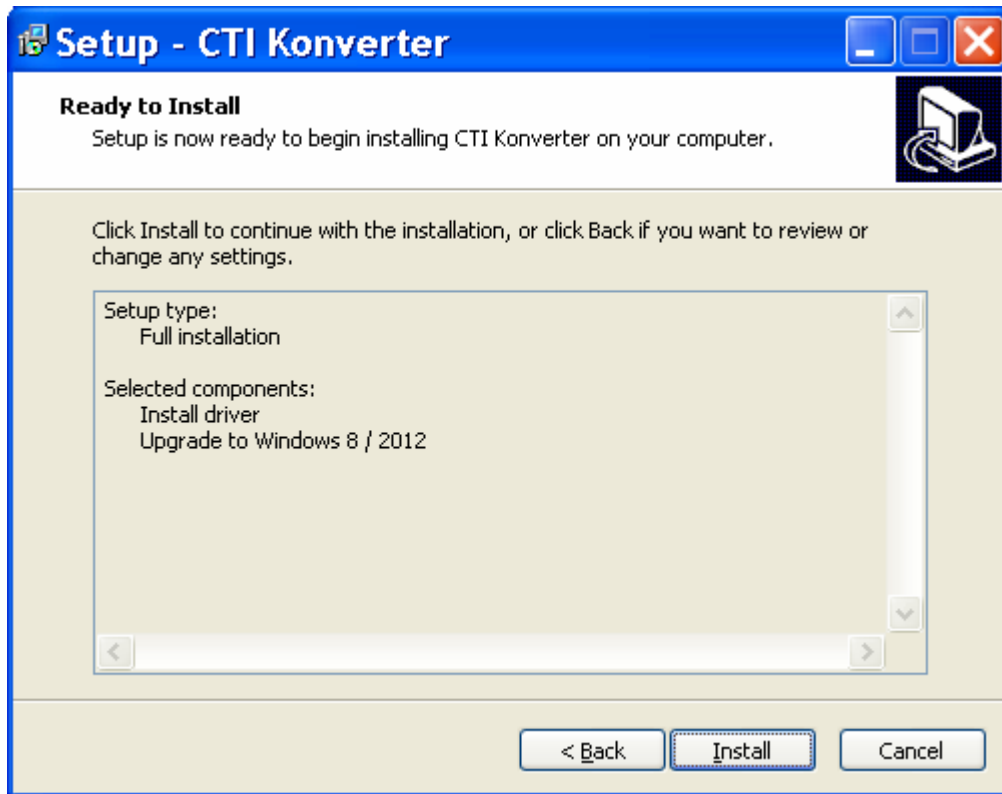 Setup - CTI Konverter
Ready to Install
Setup is now ready to begin installing CTI Konverter on your computer.
Click Install to continue with the installation, or click Back if you want to review or
change any settings.
Setup type:
Full installation
Selected components:
Install driver
Upgrade to Windows 8 / 2012
< Back
Install
Cancel